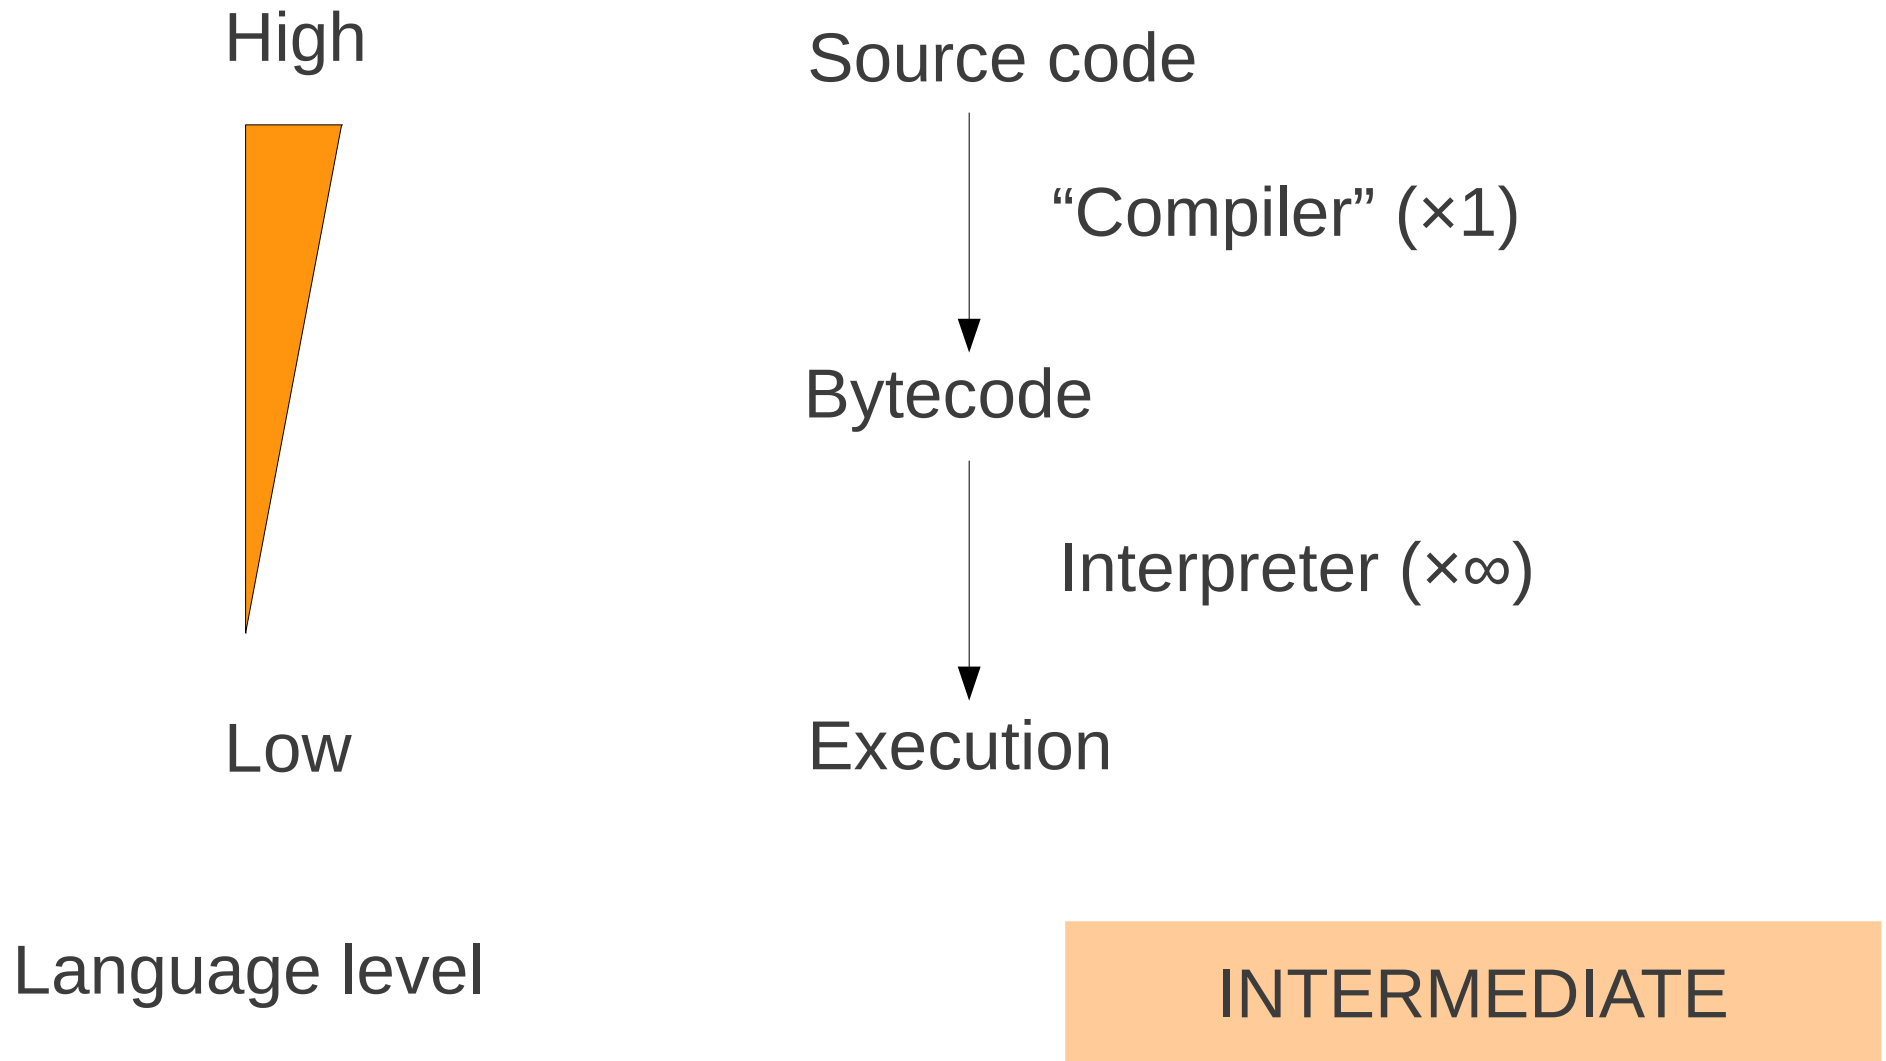 High
Source code
“Compiler” (×1)
Bytecode
Interpreter (×∞)
Low
Execution
Language level
INTERMEDIATE